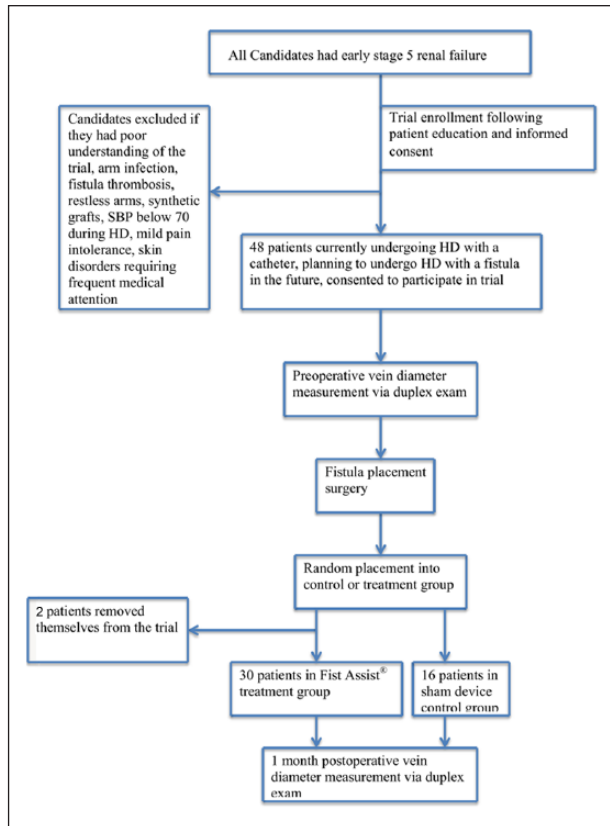 All Candidates had early stage 5 renal failure
Candidates excluded if
they had poor
understanding of the
trial, arm infection,
fistula thrombosis,
restless arms, synthetic
grafts, SBP below 70
during HD, mild pain
intolerance, skin
disorders requiring
frequent medical
attention
Trial enrollment following
patient education and informed
consent
48 patients currently undergoing HD with a
catheter, planning to undergo HD with a fistula
in the future, consented to participate in trial
Preoperative vein diameter
measurement via duplex exam
Fistula placement
surgery
Random placement into
control or treatment group
2 patients removed
themselves from the trial
30 patients in Fist Assist®
treatment group
16 patients in
sham device
control group
1 month postoperative vein
diameter measurement via duplex
exam